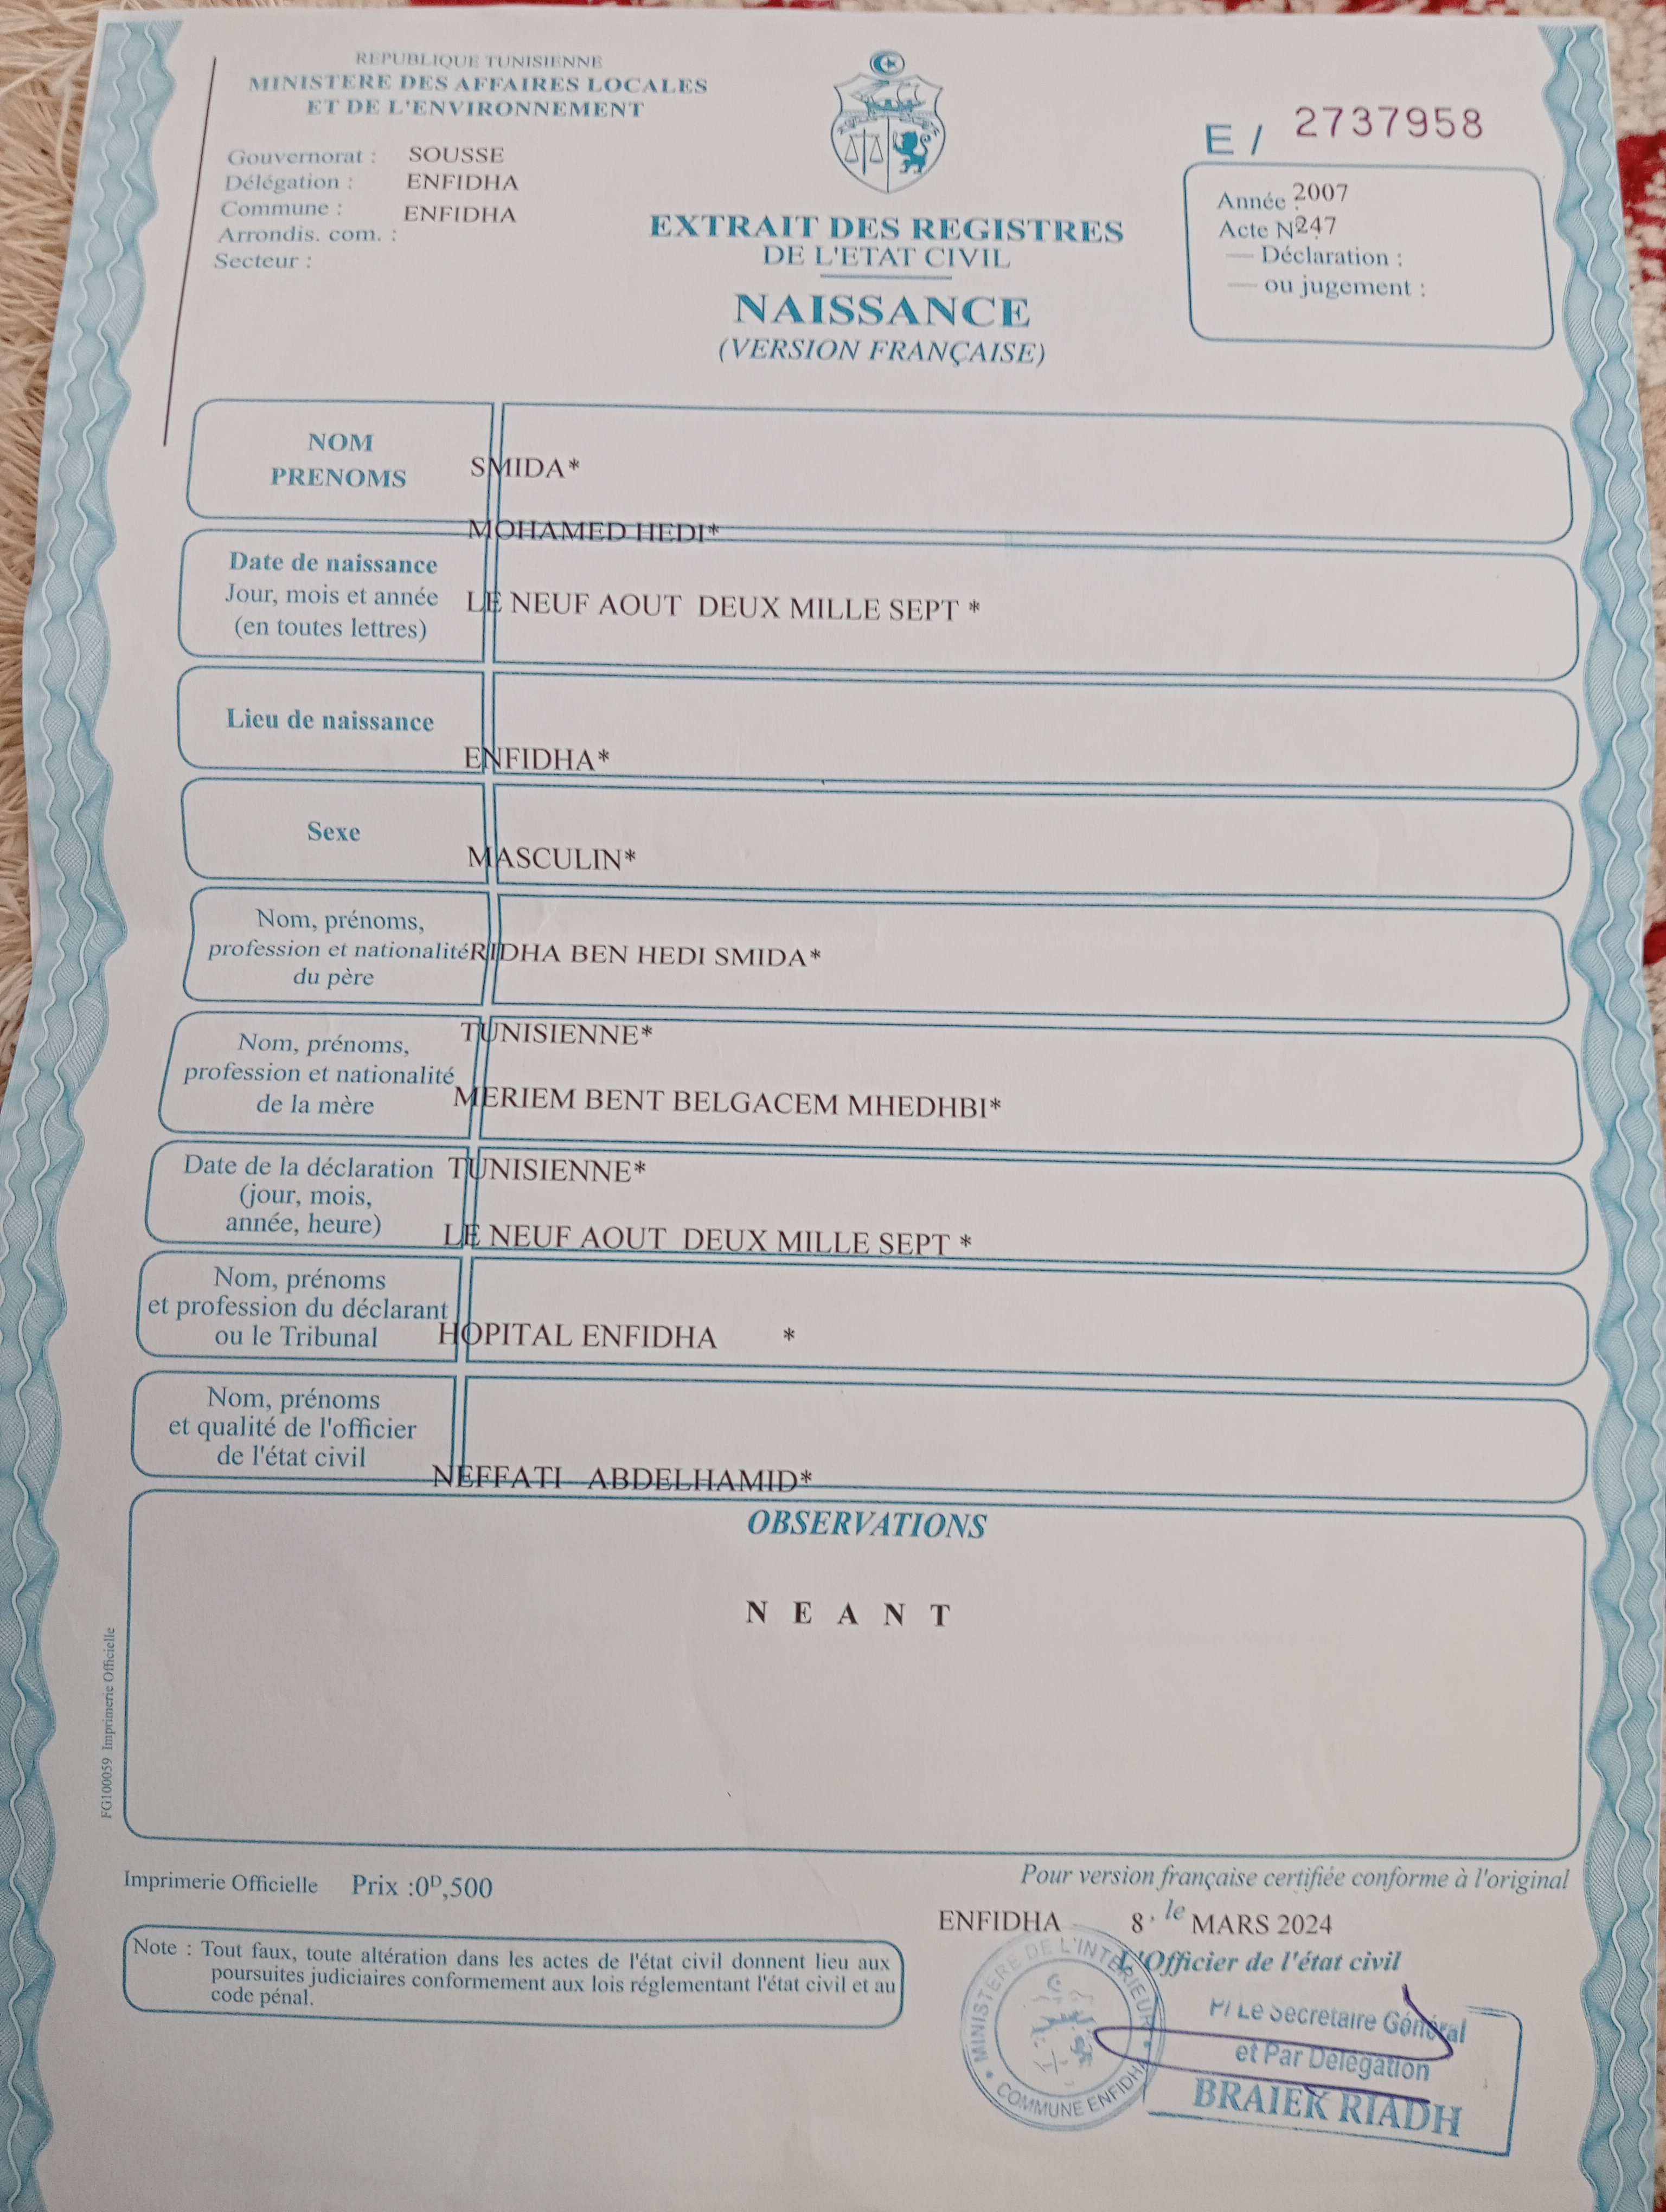 REPUBLIQUE TUNISIENNE
MINISTERE DES AFFAIRES LOCALES
ET DE L'ENVIRONNEMENT
Gouvernorat : SOUSSE
Délégation : ENFIDHA
Commune : ENFIDHA
Arrondis. com. :
Secteur :
EXTRAIT DES REGISTRES
DE L'ETAT CIVIL
NAISSANCE
(VERSION FRANÇAISE)
E / 2737958
Année : 2007
Acte N° 247
— Déclaration :
— ou jugement :
NOM
PRENOMS
SMIDA*
MOHAMED HEDI*
Date de naissance
Jour, mois et année
(en toutes lettres)
LE NEUF AOUT DEUX MILLE SEPT *
Lieu de naissance
ENFIDHA*
Sexe
MASCULIN*
Nom, prénoms,
profession et nationalité
du père
RIDHA BEN HEDI SMIDA*
TUNISIENNE*
Nom, prénoms,
profession et nationalité
de la mère
MERIEM BENT BELGACEM MHEDHBI*
TUNISIENNE*
Date de la déclaration
(jour, mois,
année, heure)
LE NEUF AOUT DEUX MILLE SEPT *
Nom, prénoms
et profession du déclarant
ou le Tribunal
HOPITAL ENFIDHA *
Nom, prénoms
et qualité de l'officier
de l'état civil
NEFFATI ABDELHAMID*
OBSERVATIONS
N E A N T
FG100059 Imprimerie Officielle
Imprimerie Officielle Prix :0ᴰ,500
Note : Tout faux, toute altération dans les actes de l'état civil donnent lieu aux
poursuites judiciaires conformement aux lois réglementant l'état civil et au
code pénal.
Pour version française certifiée conforme à l'original
ENFIDHA 8, le MARS 2024
L'Officier de l'état civil
MINISTERE DE L'INTERIEUR
COMMUNE ENFIDHA
P/ Le Secretaire Général
et Par Délégation
BRAIEK RIADH